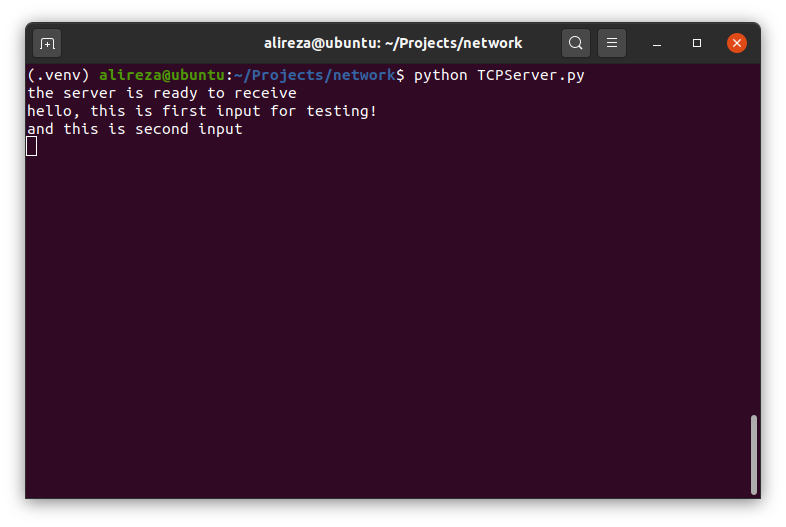 alireza@ubuntu: ~/Projects/network
(.venv) alireza@ubuntu:~/Projects/network$ python TCPServer.py
the server is ready to receive
hello, this is first input for testing!
and this is second input